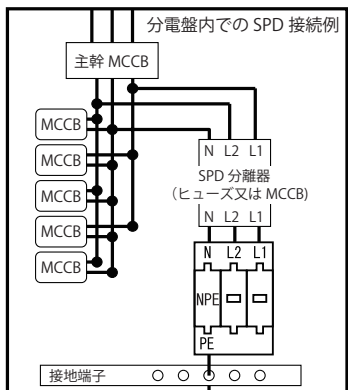 分電盤内での SPD 接続例
主幹 MCCB
MCCB
MCCB
MCCB
MCCB
MCCB
N L2 L1
SPD 分離器
（ヒューズ又は MCCB）
N L2 L1
N L2 L1
NPE
PE
接地端子